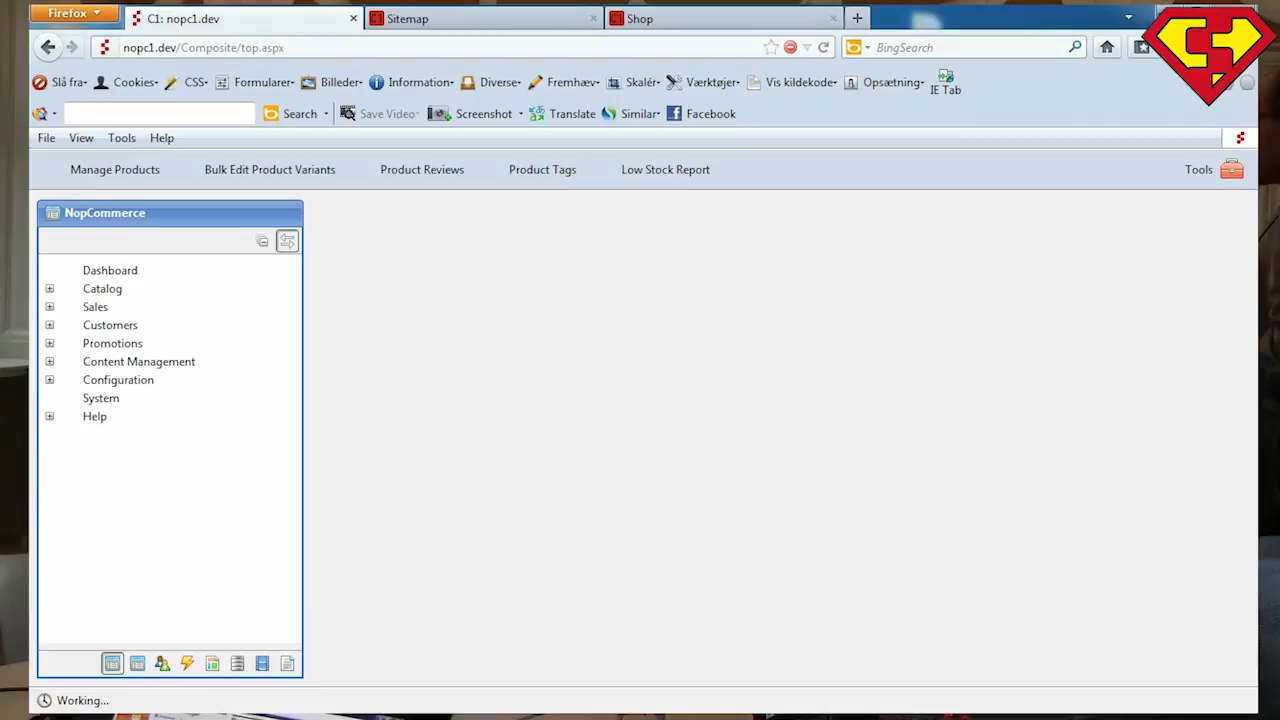 Firefox
C1: nopc1.dev
Sitemap
Shop
nopc1.dev/Composite/top.aspx
BingSearch
Slå fra
Cookies
CSS
Formularer
Billeder
Information
Diverse
Fremhæv
Skalér
Værktøjer
Vis kildekode
Opsætning
IE Tab
Search
Save Video
Screenshot
Translate
Similar
Facebook
File View Tools Help
Manage Products Bulk Edit Product Variants Product Reviews Product Tags Low Stock Report Tools
NopCommerce
Dashboard
Catalog
Sales
Customers
Promotions
Content Management
Configuration
System
Help
Working...